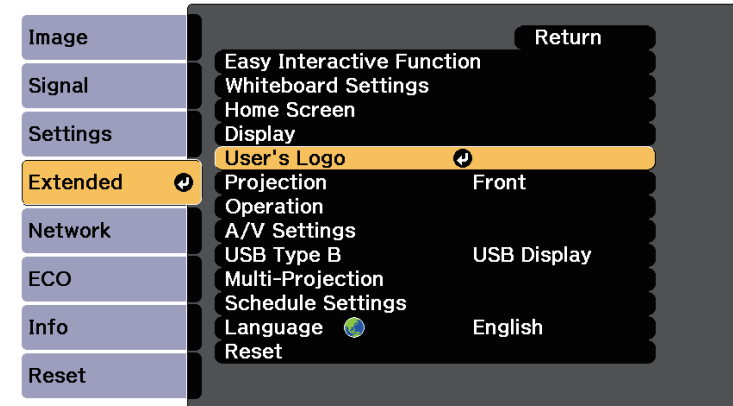 Image
Signal
Settings
Extended
Network
ECO
Info
Reset
Return
Easy Interactive Function
Whiteboard Settings
Home Screen
Display
User's Logo
Projection Front
Operation
A/V Settings
USB Type B USB Display
Multi-Projection
Schedule Settings
Language English
Reset